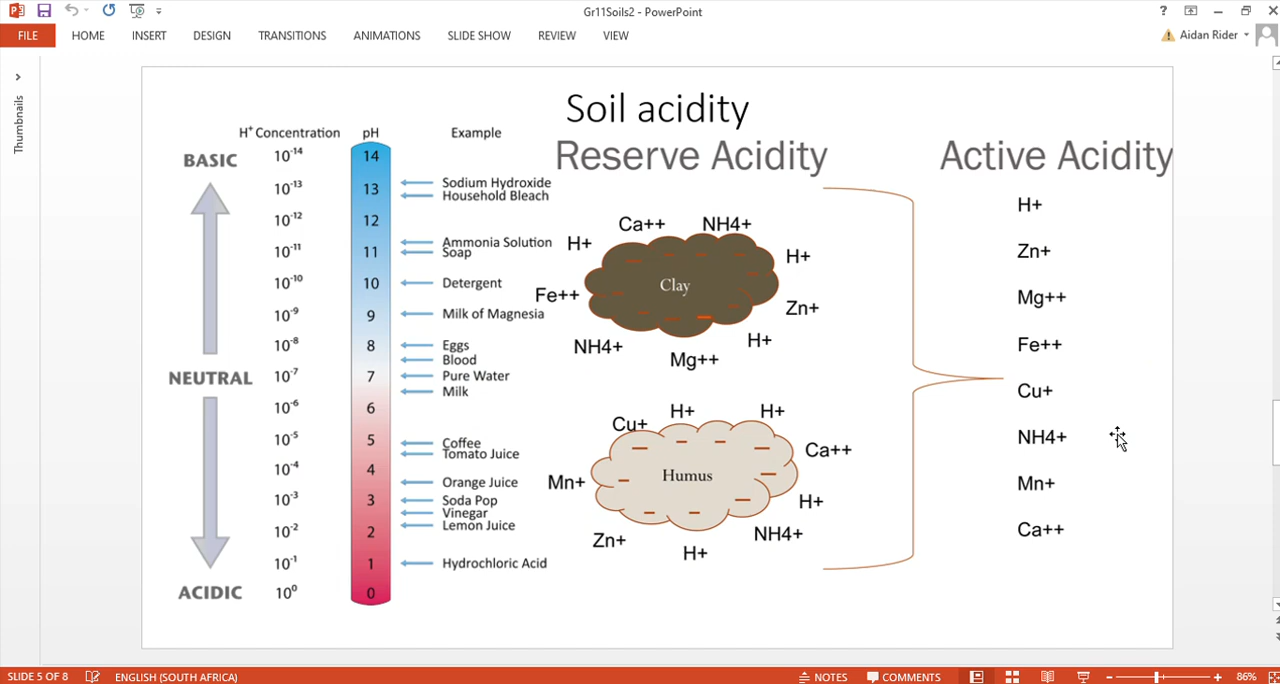 Gr11Soils2 - PowerPoint
FILE
HOME
INSERT
DESIGN
TRANSITIONS
ANIMATIONS
SLIDE SHOW
REVIEW
VIEW
Aidan Rider
Thumbnails
Soil acidity
H⁺ Concentration
pH
Example
BASIC
NEUTRAL
ACIDIC
10⁻¹⁴ 14
10⁻¹³ 13
10⁻¹² 12
10⁻¹¹ 11
10⁻¹⁰ 10
10⁻⁹ 9
10⁻⁸ 8
10⁻⁷ 7
10⁻⁶ 6
10⁻⁵ 5
10⁻⁴ 4
10⁻³ 3
10⁻² 2
10⁻¹ 1
10⁰ 0
Sodium Hydroxide
Household Bleach
Ammonia Solution
Soap
Detergent
Milk of Magnesia
Eggs
Blood
Pure Water
Milk
Coffee
Tomato Juice
Orange Juice
Soda Pop
Vinegar
Lemon Juice
Hydrochloric Acid
Reserve Acidity
Ca++
NH4+
H+
H+
Clay
Fe++
Zn+
NH4+
H+
Mg++
H+
H+
Cu+
Ca++
Humus
Mn+
H+
NH4+
Zn+
H+
Active Acidity
H+
Zn+
Mg++
Fe++
Cu+
NH4+
Mn+
Ca++
SLIDE 5 OF 8
ENGLISH (SOUTH AFRICA)
NOTES
COMMENTS
86%